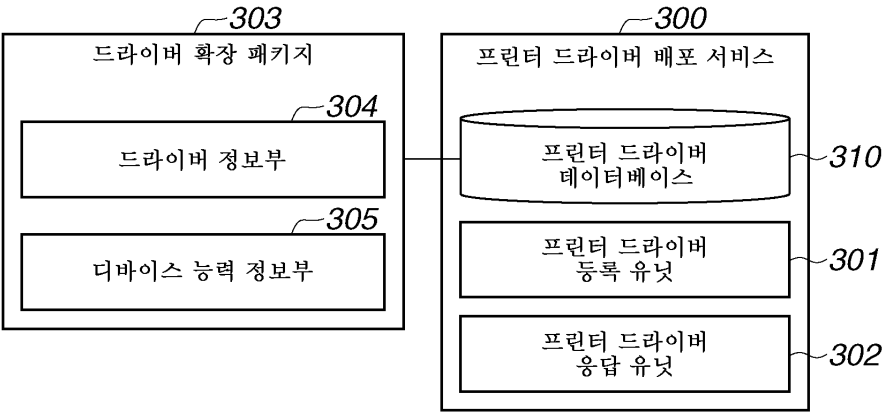 303
드라이버 확장 패키지
304
드라이버 정보부
305
디바이스 능력 정보부
300
프린터 드라이버 배포 서비스
프린터 드라이버
데이터베이스
310
프린터 드라이버
등록 유닛
301
프린터 드라이버
응답 유닛
302